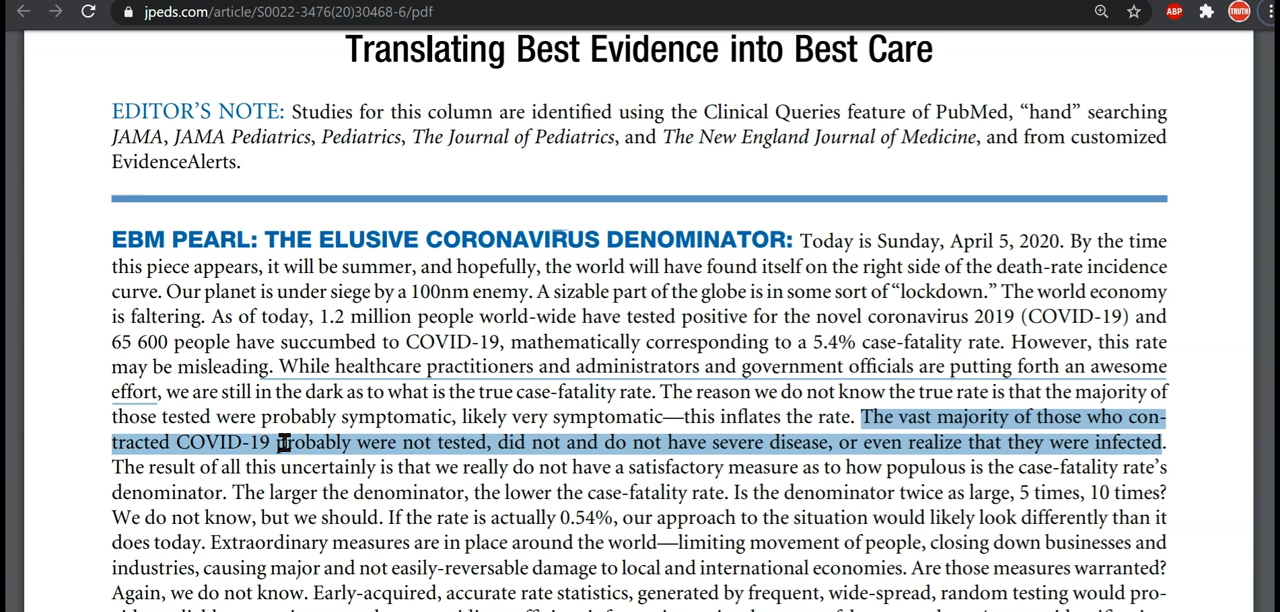 jpeds.com/article/S0022-3476(20)30468-6/pdf
ABP
TRUTH
Translating Best Evidence into Best Care
EDITOR'S NOTE: Studies for this column are identified using the Clinical Queries feature of PubMed, “hand” searching
JAMA, JAMA Pediatrics, Pediatrics, The Journal of Pediatrics, and The New England Journal of Medicine, and from customized
EvidenceAlerts.
EBM PEARL: THE ELUSIVE CORONAVIRUS DENOMINATOR: Today is Sunday, April 5, 2020. By the time
this piece appears, it will be summer, and hopefully, the world will have found itself on the right side of the death-rate incidence
curve. Our planet is under siege by a 100nm enemy. A sizable part of the globe is in some sort of “lockdown.” The world economy
is faltering. As of today, 1.2 million people world-wide have tested positive for the novel coronavirus 2019 (COVID-19) and
65 600 people have succumbed to COVID-19, mathematically corresponding to a 5.4% case-fatality rate. However, this rate
may be misleading. While healthcare practitioners and administrators and government officials are putting forth an awesome
effort, we are still in the dark as to what is the true case-fatality rate. The reason we do not know the true rate is that the majority of
those tested were probably symptomatic, likely very symptomatic—this inflates the rate. The vast majority of those who con-
tracted COVID-19 probably were not tested, did not and do not have severe disease, or even realize that they were infected.
The result of all this uncertainly is that we really do not have a satisfactory measure as to how populous is the case-fatality rate's
denominator. The larger the denominator, the lower the case-fatality rate. Is the denominator twice as large, 5 times, 10 times?
We do not know, but we should. If the rate is actually 0.54%, our approach to the situation would likely look differently than it
does today. Extraordinary measures are in place around the world—limiting movement of people, closing down businesses and
industries, causing major and not easily-reversable damage to local and international economies. Are those measures warranted?
Again, we do not know. Early-acquired, accurate rate statistics, generated by frequent, wide-spread, random testing would pro-